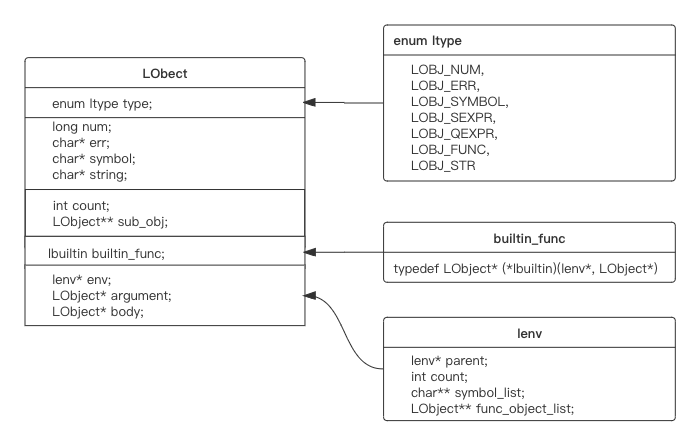 LObect
enum ltype type;
long num;
char* err;
char* symbol;
char* string;
int count;
LObject** sub_obj;
lbuiltin builtin_func;
lenv* env;
LObject* argument;
LObject* body;
enum ltype
LOBJ_NUM,
LOBJ_ERR,
LOBJ_SYMBOL,
LOBJ_SEXPR,
LOBJ_QEXPR,
LOBJ_FUNC,
LOBJ_STR
builtin_func
typedef LObject* (*lbuiltin)(lenv*, LObject*)
lenv
lenv* parent;
int count;
char** symbol_list;
LObject** func_object_list;